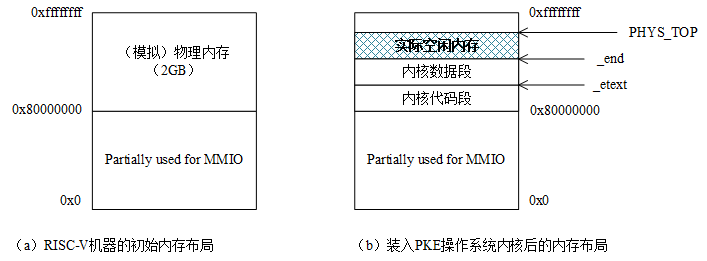 0xffffffff
（模拟）物理内存
（2GB）
0x80000000
Partially used for MMIO
0x0
（a）RISC-V机器的初始内存布局
0xffffffff
PHYS_TOP
实际空闲内存
_end
内核数据段
_etext
内核代码段
0x80000000
Partially used for MMIO
0x0
（b）装入PKE操作系统内核后的内存布局